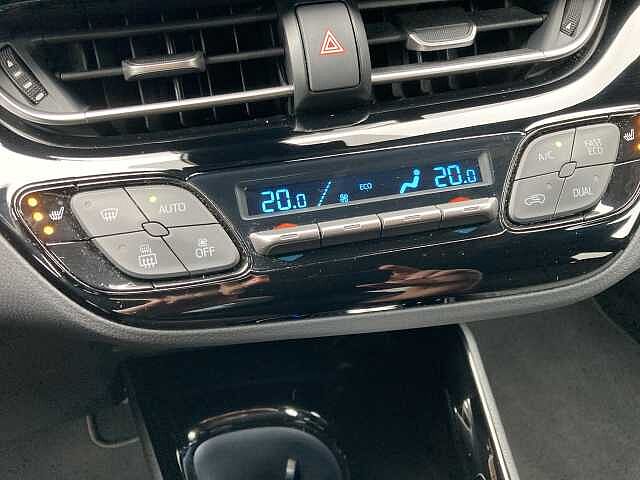 20.0 ECO 20.0
AUTO
OFF
A/C FAST
ECO
DUAL